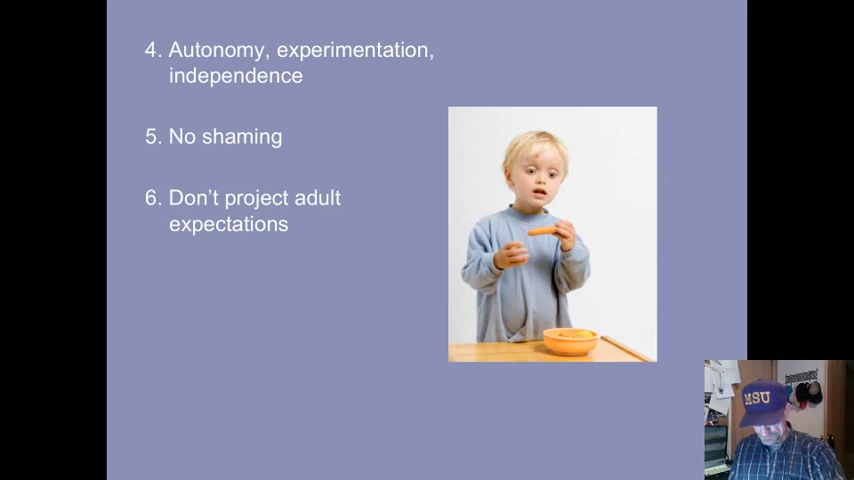 4. Autonomy, experimentation,
independence
5. No shaming
6. Don't project adult
expectations
MSU